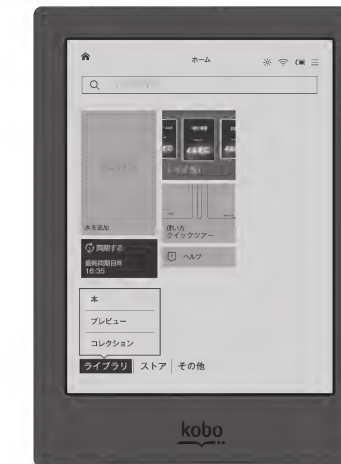 ホーム
本を追加
使い方
クイックツアー
同期する
最終同期日時
16:35
ヘルプ
本
プレビュー
コレクション
ライブラリ ストア その他
kobo